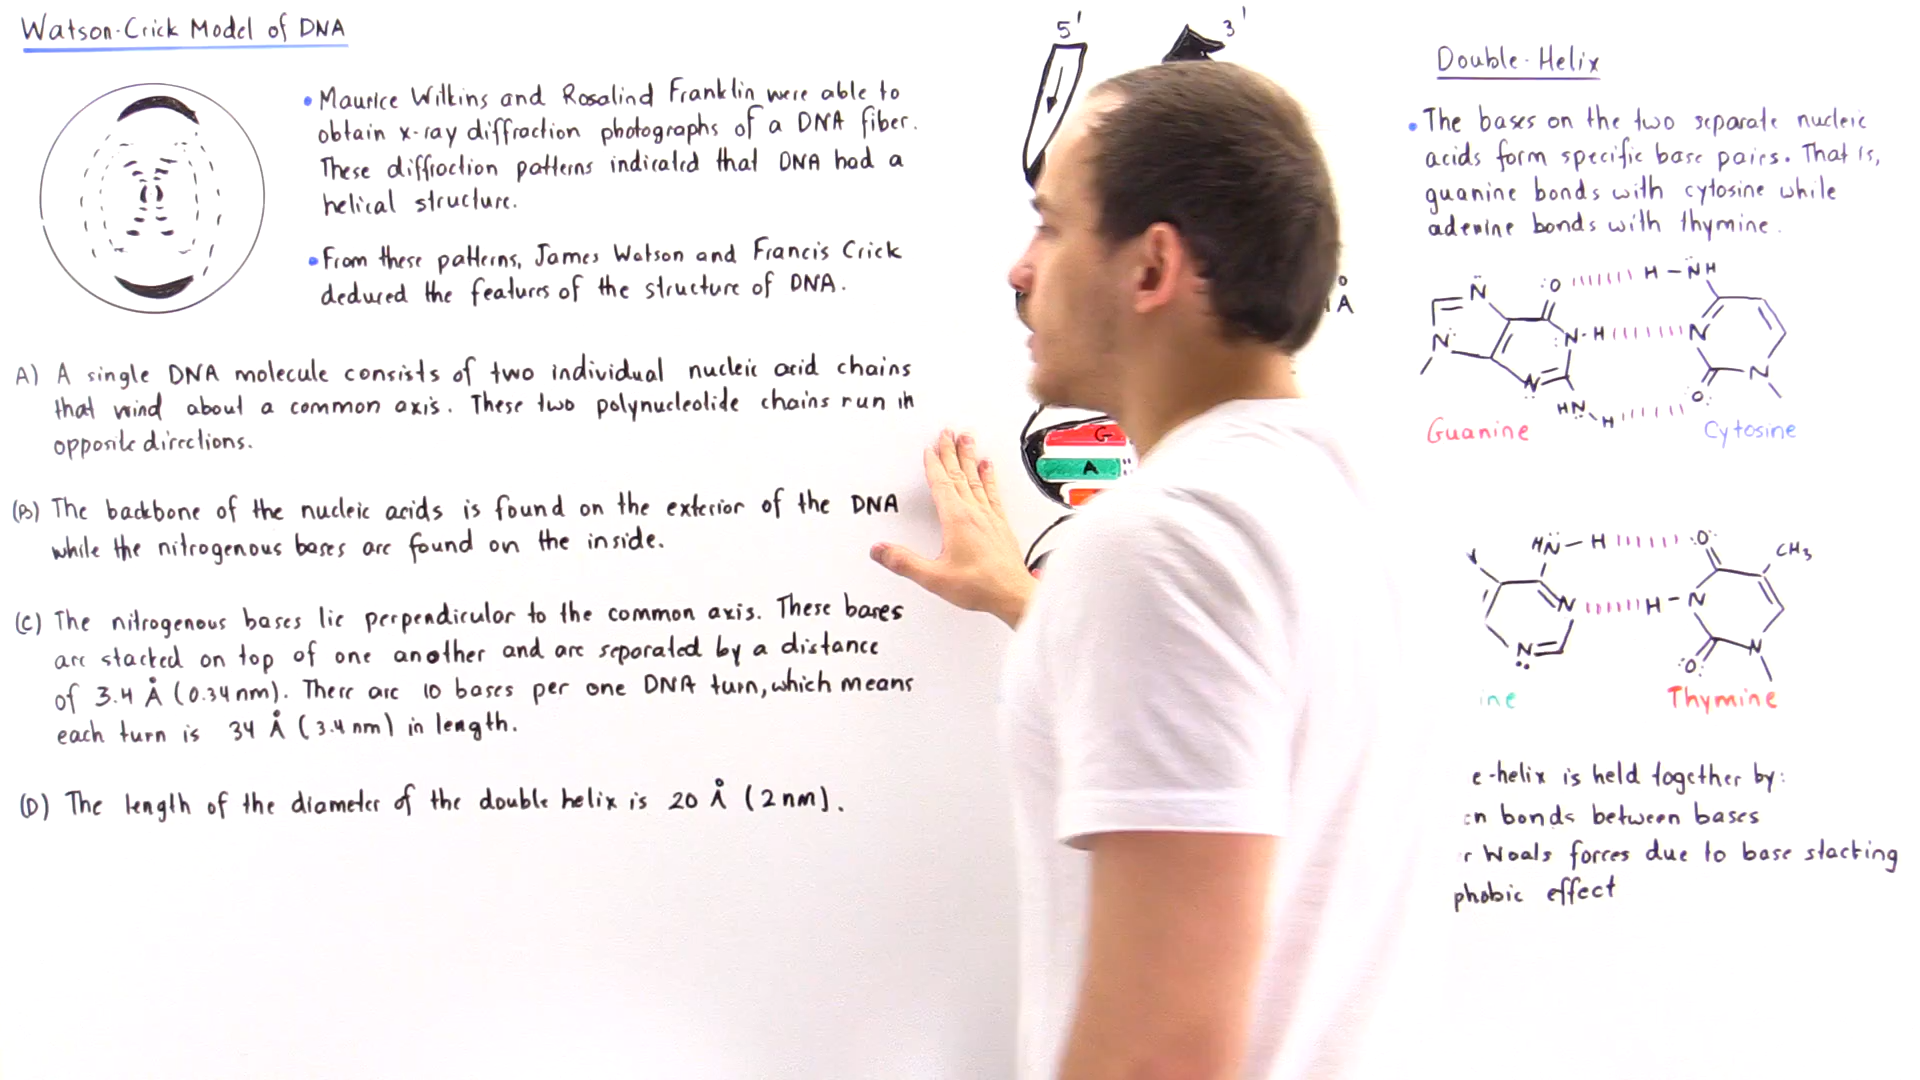 Watson-Crick Model of DNA
• Maurice Wilkins and Rosalind Franklin were able to
obtain x-ray diffraction photographs of a DNA fiber.
These diffraction patterns indicated that DNA had a
helical structure.
• From these patterns, James Watson and Francis Crick
deduced the features of the structure of DNA.
A) A single DNA molecule consists of two individual nucleic acid chains
that wind about a common axis. These two polynucleotide chains run in
opposite directions.
(B) The backbone of the nucleic acids is found on the exterior of the DNA
while the nitrogenous bases are found on the inside.
(C) The nitrogenous bases lie perpendicular to the common axis. These bases
are stacked on top of one another and are separated by a distance
of 3.4 Å (0.34nm). There are 10 bases per one DNA turn, which means
each turn is 34 Å (3.4 nm) in length.
(D) The length of the diameter of the double helix is 20 Å (2nm).
5' 3'
Å
G
A
Double-Helix
• The bases on the two separate nucleic
acids form specific base pairs. That is,
guanine bonds with cytosine while
adenine bonds with thymine.
N O H-NH
N N-H N
N N
HN H O
Guanine Cytosine
HN-H O CH3
N H-N
N N
O
ine Thymine
e-helix is held together by:
n bonds between bases
r Waals forces due to base stacking
phobic effect